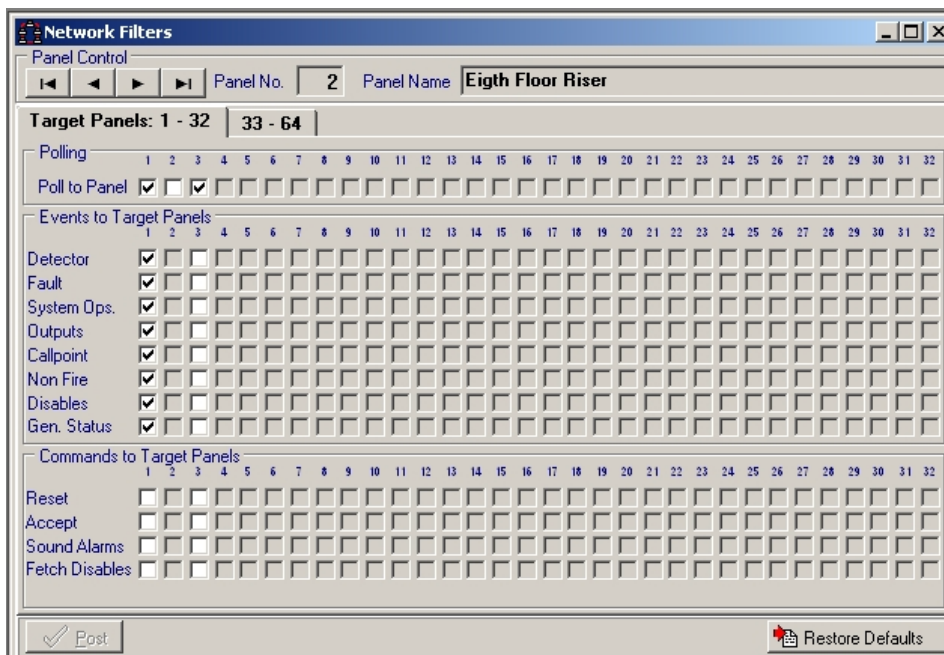 Network Filters
Panel Control
Panel No. 2 Panel Name Eigth Floor Riser
Target Panels: 1 - 32 33 - 64
Polling
1 2 3 4 5 6 7 8 9 10 11 12 13 14 15 16 17 18 19 20 21 22 23 24 25 26 27 28 29 30 31 32
Poll to Panel
Events to Target Panels
1 2 3 4 5 6 7 8 9 10 11 12 13 14 15 16 17 18 19 20 21 22 23 24 25 26 27 28 29 30 31 32
Detector
Fault
System Ops.
Outputs
Callpoint
Non Fire
Disables
Gen. Status
Commands to Target Panels
1 2 3 4 5 6 7 8 9 10 11 12 13 14 15 16 17 18 19 20 21 22 23 24 25 26 27 28 29 30 31 32
Reset
Accept
Sound Alarms
Fetch Disables
Post Restore Defaults